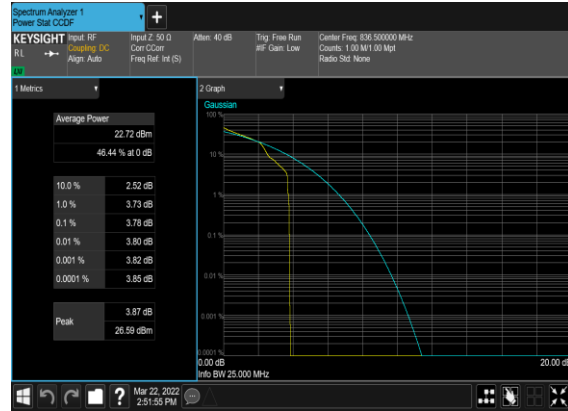 Spectrum Analyzer 1
Power Stat CCDF
KEYSIGHT
RL
Input: RF
Coupling: DC
Align: Auto
Input Z: 50 Ω
Corr CCorr
Freq Ref: Int (S)
Atten: 40 dB
Trig: Free Run
#IF Gain: Low
Center Freq: 836.500000 MHz
Counts: 1.00 M/1.00 Mpt
Radio Std: None
1 Metrics
Average Power
22.72 dBm
46.44 % at 0 dB
10.0 % 2.52 dB
1.0 % 3.73 dB
0.1 % 3.78 dB
0.01 % 3.80 dB
0.001 % 3.82 dB
0.0001 % 3.85 dB
Peak
3.87 dB
26.59 dBm
2 Graph
Gaussian
100 %
10 %
1 %
0.1 %
0.01 %
0.001 %
0.0001 %
0.00 dB
20.00 dB
Info BW 25.000 MHz
Mar 22, 2022
2:51:55 PM